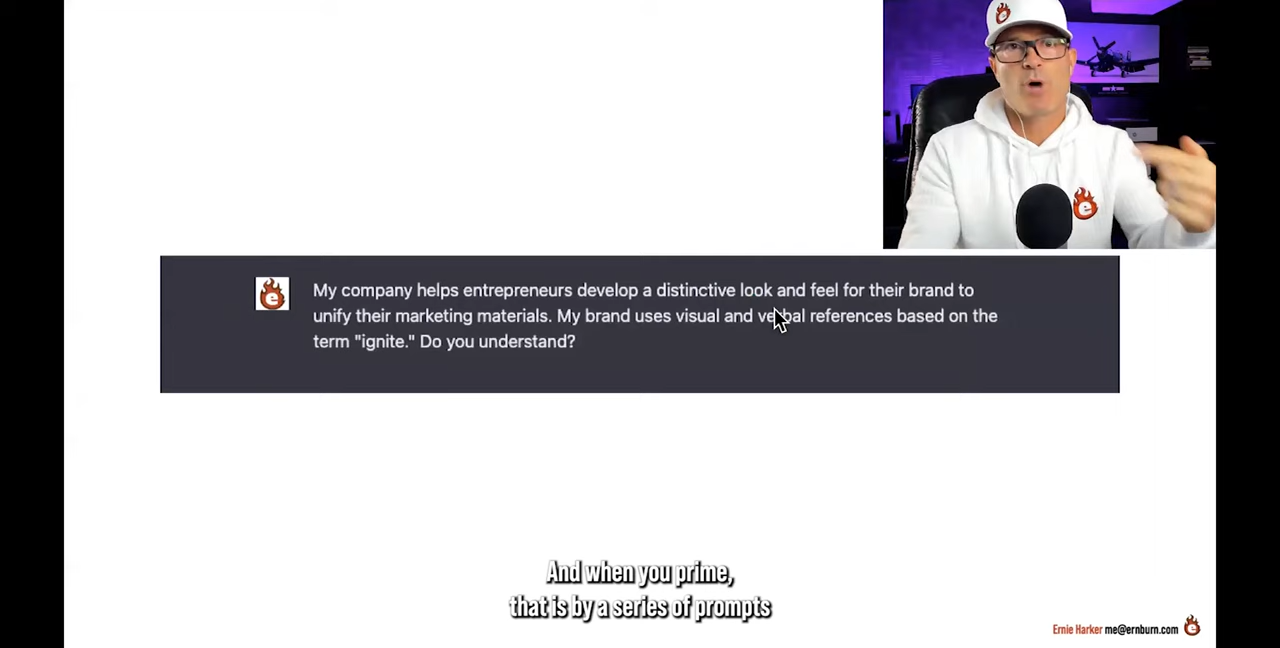 My company helps entrepreneurs develop a distinctive look and feel for their brand to
unify their marketing materials. My brand uses visual and verbal references based on the
term "ignite." Do you understand?
And when you prime,
that is by a series of prompts
Ernie Harker me@ernburn.com